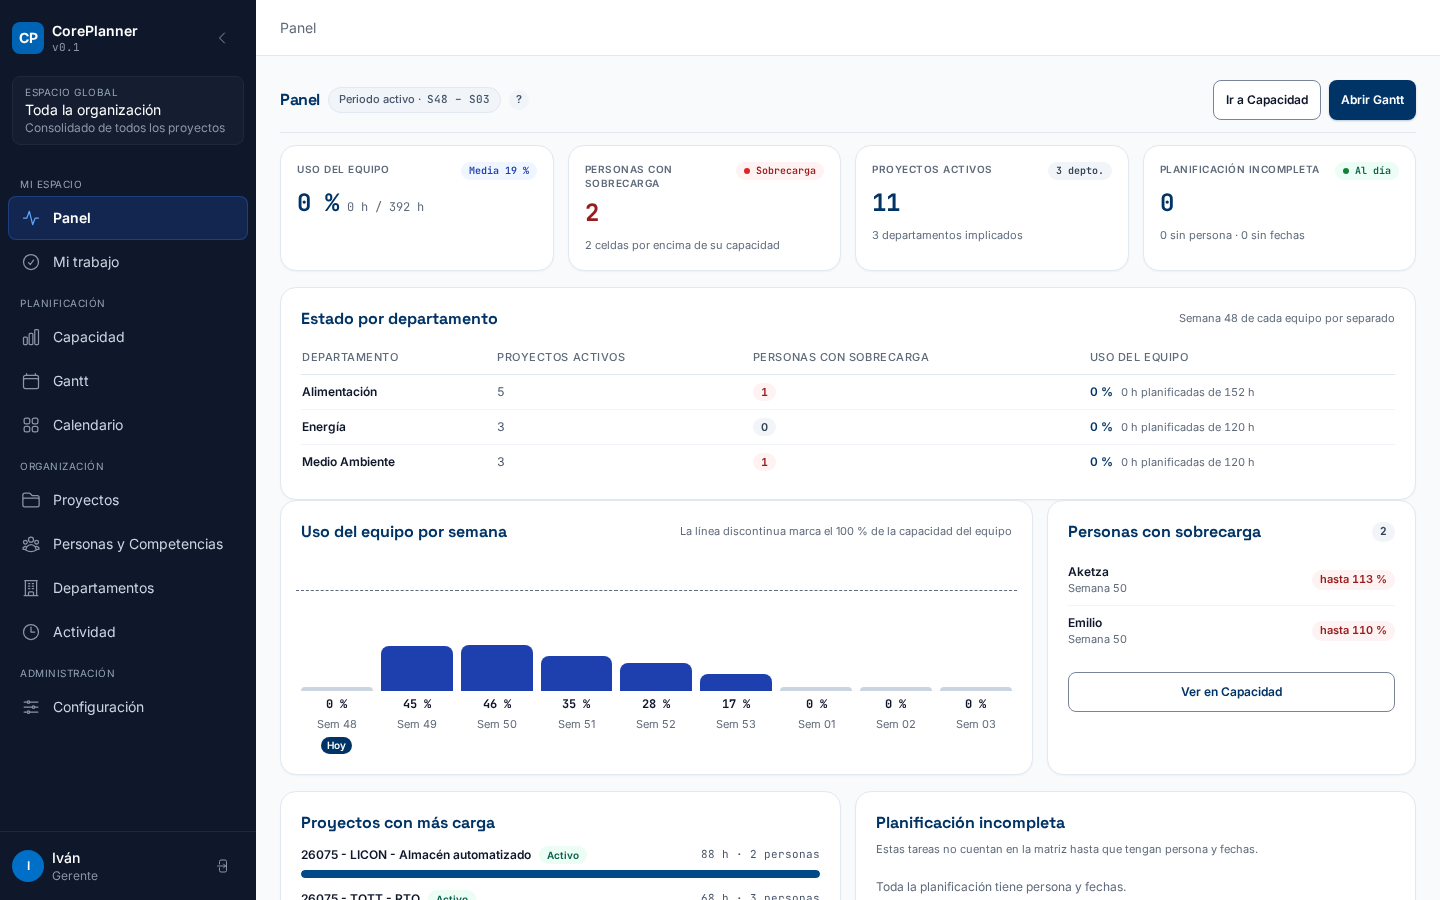 CP
CorePlanner
v0.1
ESPACIO GLOBAL
Toda la organización
Consolidado de todos los proyectos
MI ESPACIO
Panel
Mi trabajo
PLANIFICACIÓN
Capacidad
Gantt
Calendario
ORGANIZACIÓN
Proyectos
Personas y Competencias
Departamentos
Actividad
ADMINISTRACIÓN
Configuración
I
Iván
Gerente
Panel
Panel
Periodo activo · S48 – S03
?
Ir a Capacidad
Abrir Gantt
USO DEL EQUIPO
Media 19 %
0 % 0 h / 392 h
PERSONAS CON
SOBRECARGA
Sobrecarga
2
2 celdas por encima de su capacidad
PROYECTOS ACTIVOS
3 depto.
11
3 departamentos implicados
PLANIFICACIÓN INCOMPLETA
Al día
0
0 sin persona · 0 sin fechas
Estado por departamento
Semana 48 de cada equipo por separado
DEPARTAMENTO PROYECTOS ACTIVOS PERSONAS CON SOBRECARGA USO DEL EQUIPO
Alimentación 5 1 0 % 0 h planificadas de 152 h
Energía 3 0 0 % 0 h planificadas de 120 h
Medio Ambiente 3 1 0 % 0 h planificadas de 120 h
Uso del equipo por semana
La línea discontinua marca el 100 % de la capacidad del equipo
0 % 45 % 46 % 35 % 28 % 17 % 0 % 0 % 0 %
Sem 48 Sem 49 Sem 50 Sem 51 Sem 52 Sem 53 Sem 01 Sem 02 Sem 03
Hoy
Personas con sobrecarga
2
Aketza
Semana 50
hasta 113 %
Emilio
Semana 50
hasta 110 %
Ver en Capacidad
Proyectos con más carga
26075 - LICON - Almacén automatizado Activo 88 h · 2 personas
26075 - TOTT - RTO Activo 68 h · 3 personas
Planificación incompleta
Estas tareas no cuentan en la matriz hasta que tengan persona y fechas.
Toda la planificación tiene persona y fechas.